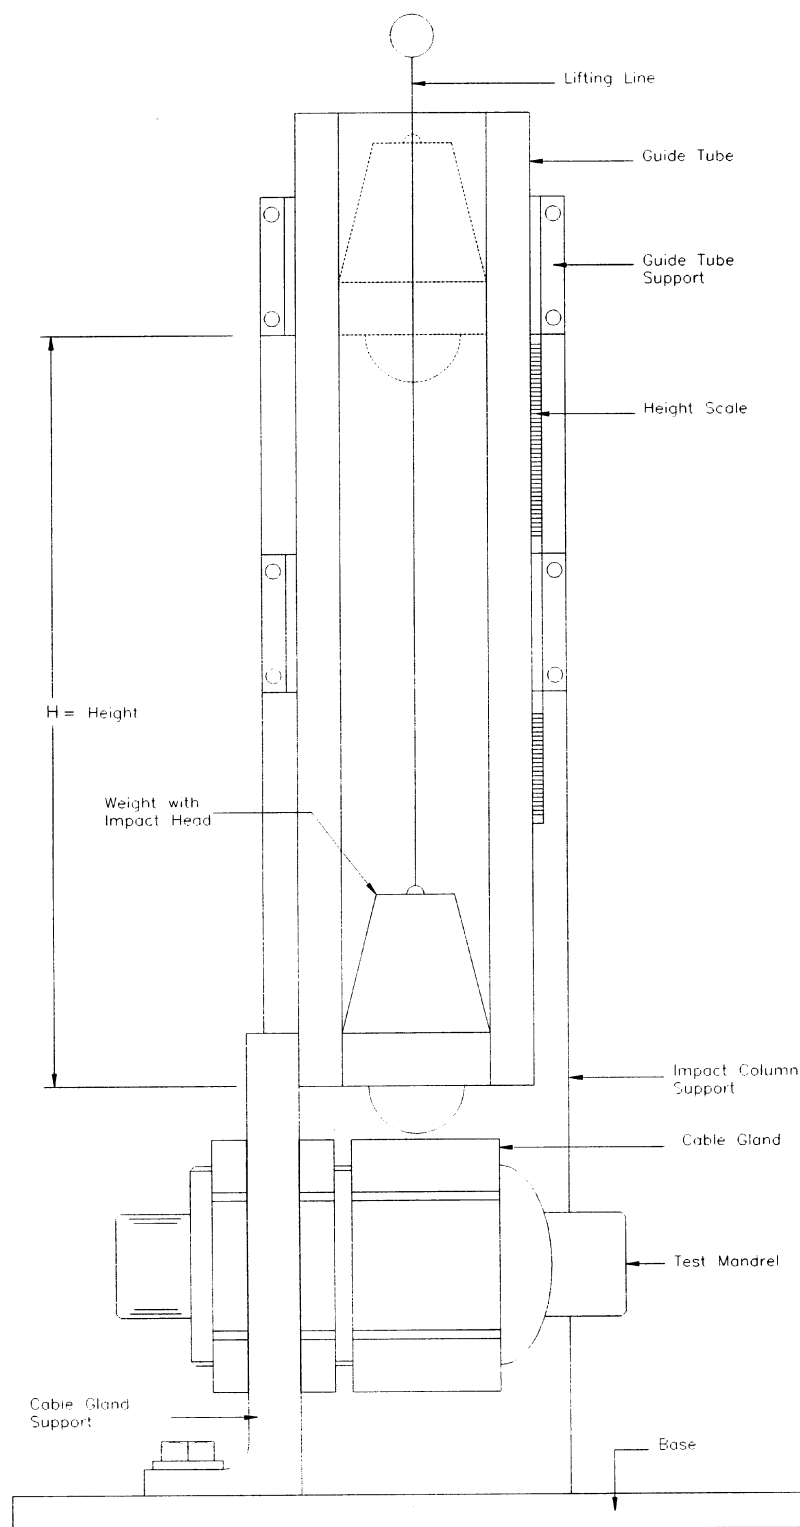 Lifting Line
Guide Tube
Guide Tube
Support
Height Scale
H = Height
Weight with
Impact Head
Impact Column
Support
Cable Gland
Test Mandrel
Cable Gland
Support
Base